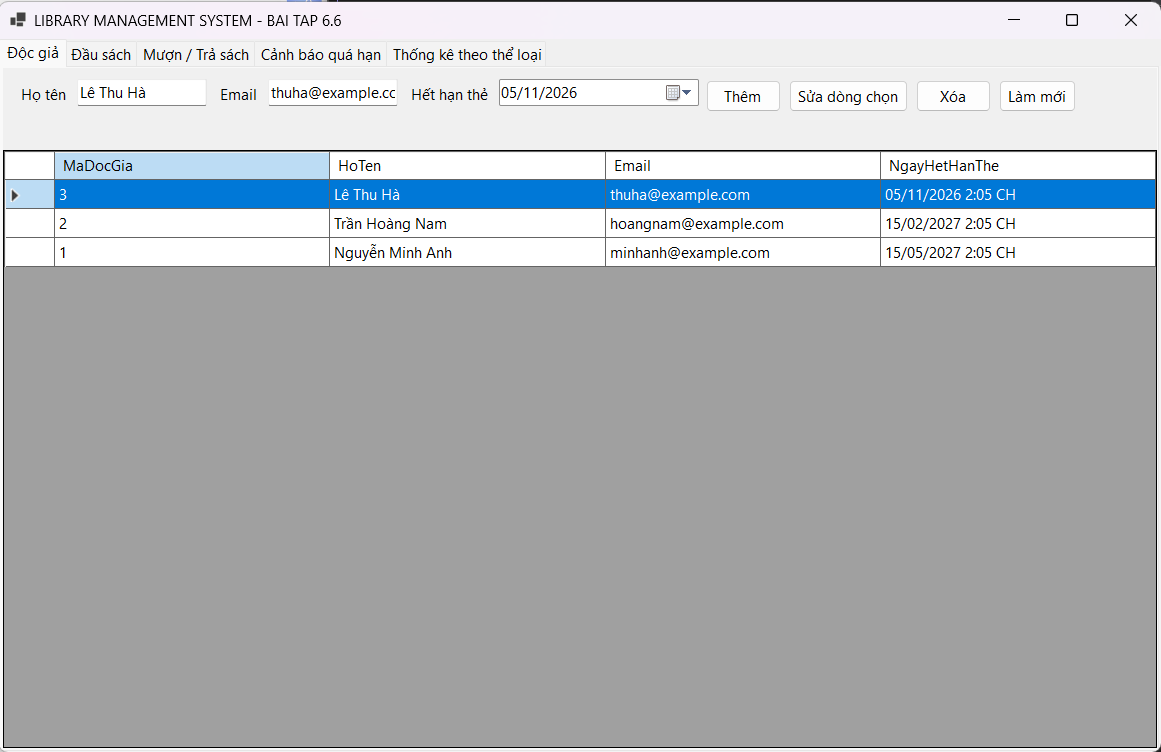 LIBRARY MANAGEMENT SYSTEM - BAI TAP 6.6
Độc giả Đầu sách Mượn / Trả sách Cảnh báo quá hạn Thống kê theo thể loại
Họ tên Lê Thu Hà Email thuha@example.cc Hết hạn thẻ 05/11/2026 Thêm Sửa dòng chọn Xóa Làm mới
MaDocGia HoTen Email NgayHetHanThe
3 Lê Thu Hà thuha@example.com 05/11/2026 2:05 CH
2 Trần Hoàng Nam hoangnam@example.com 15/02/2027 2:05 CH
1 Nguyễn Minh Anh minhanh@example.com 15/05/2027 2:05 CH